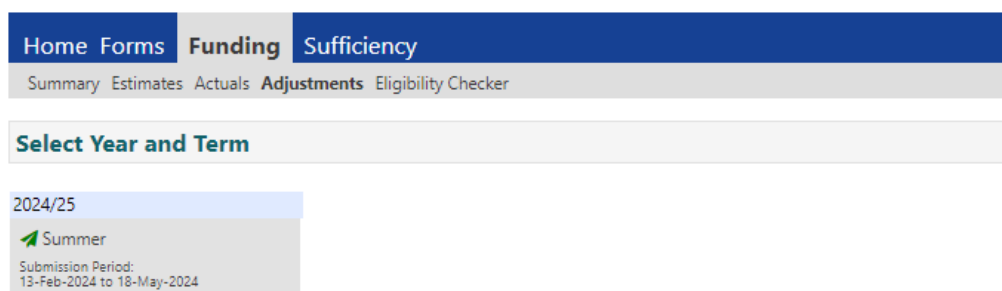 Home Forms Funding Sufficiency
Summary Estimates Actuals Adjustments Eligibility Checker
Select Year and Term
2024/25
Summer
Submission Period:
13-Feb-2024 to 18-May-2024